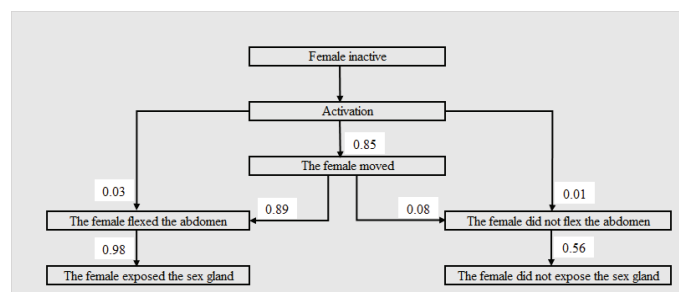 Female inactive
Activation
0.85
The female moved
0.03
0.89
0.08
0.01
The female flexed the abdomen
The female did not flex the abdomen
0.98
0.56
The female exposed the sex gland
The female did not expose the sex gland